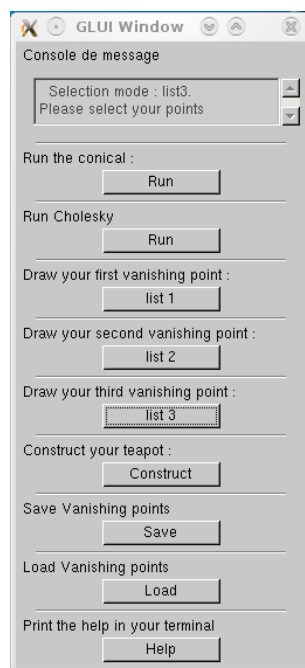 GLUI Window
Console de message
Selection mode : list3.
Please select your points
Run the conical :
Run
Run Cholesky
Run
Draw your first vanishing point :
list 1
Draw your second vanishing point :
list 2
Draw your third vanishing point :
list 3
Construct your teapot :
Construct
Save Vanishing points
Save
Load Vanishing points
Load
Print the help in your terminal
Help